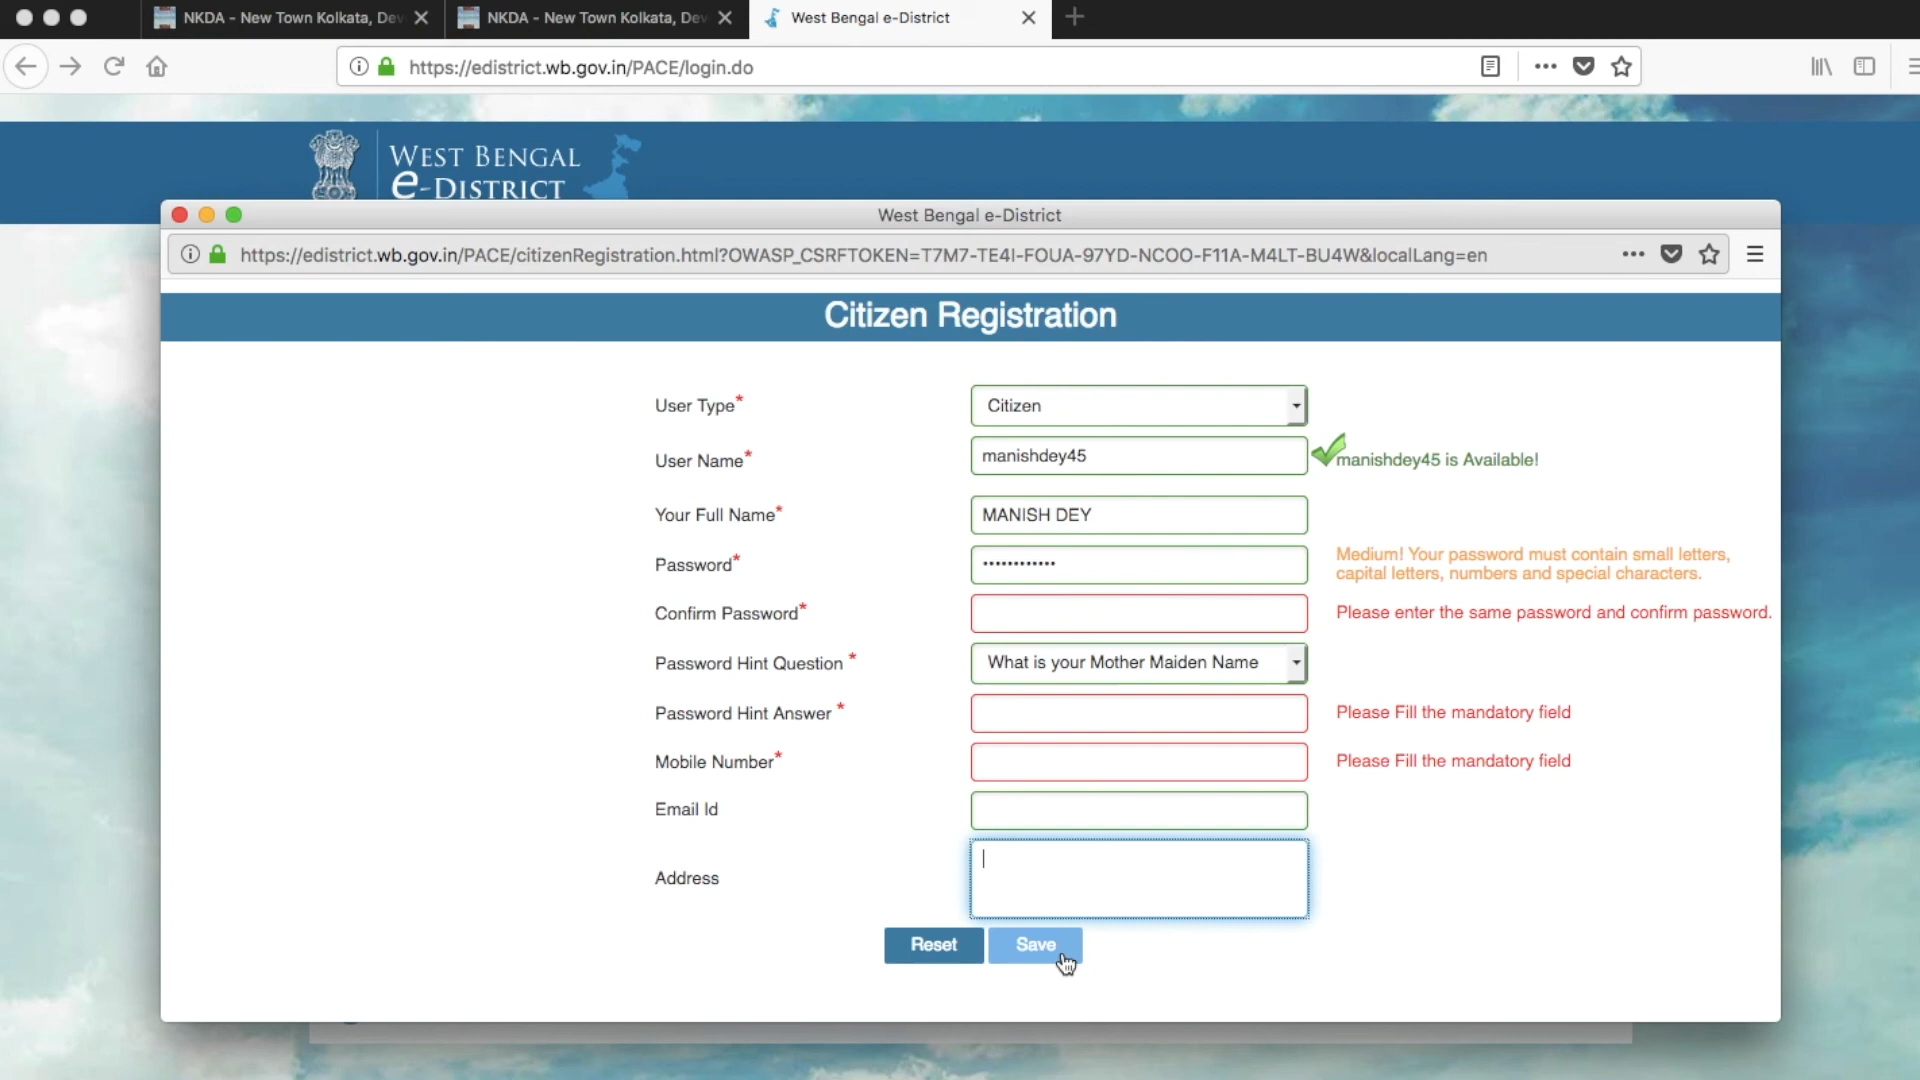 NKDA - New Town Kolkata, Dev
NKDA - New Town Kolkata, Dev
West Bengal e-District
https://edistrict.wb.gov.in/PACE/login.do
WEST BENGAL
e-DISTRICT
West Bengal e-District
https://edistrict.wb.gov.in/PACE/citizenRegistration.html?OWASP_CSRFTOKEN=T7M7-TE4I-FOUA-97YD-NCOO-F11A-M4LT-BU4W&localLang=en
Citizen Registration
User Type* Citizen
User Name* manishdey45 manishdey45 is Available!
Your Full Name* MANISH DEY
Password* •••••••••••• Medium! Your password must contain small letters,
capital letters, numbers and special characters.
Confirm Password* Please enter the same password and confirm password.
Password Hint Question * What is your Mother Maiden Name
Password Hint Answer * Please Fill the mandatory field
Mobile Number* Please Fill the mandatory field
Email Id
Address
Reset Save